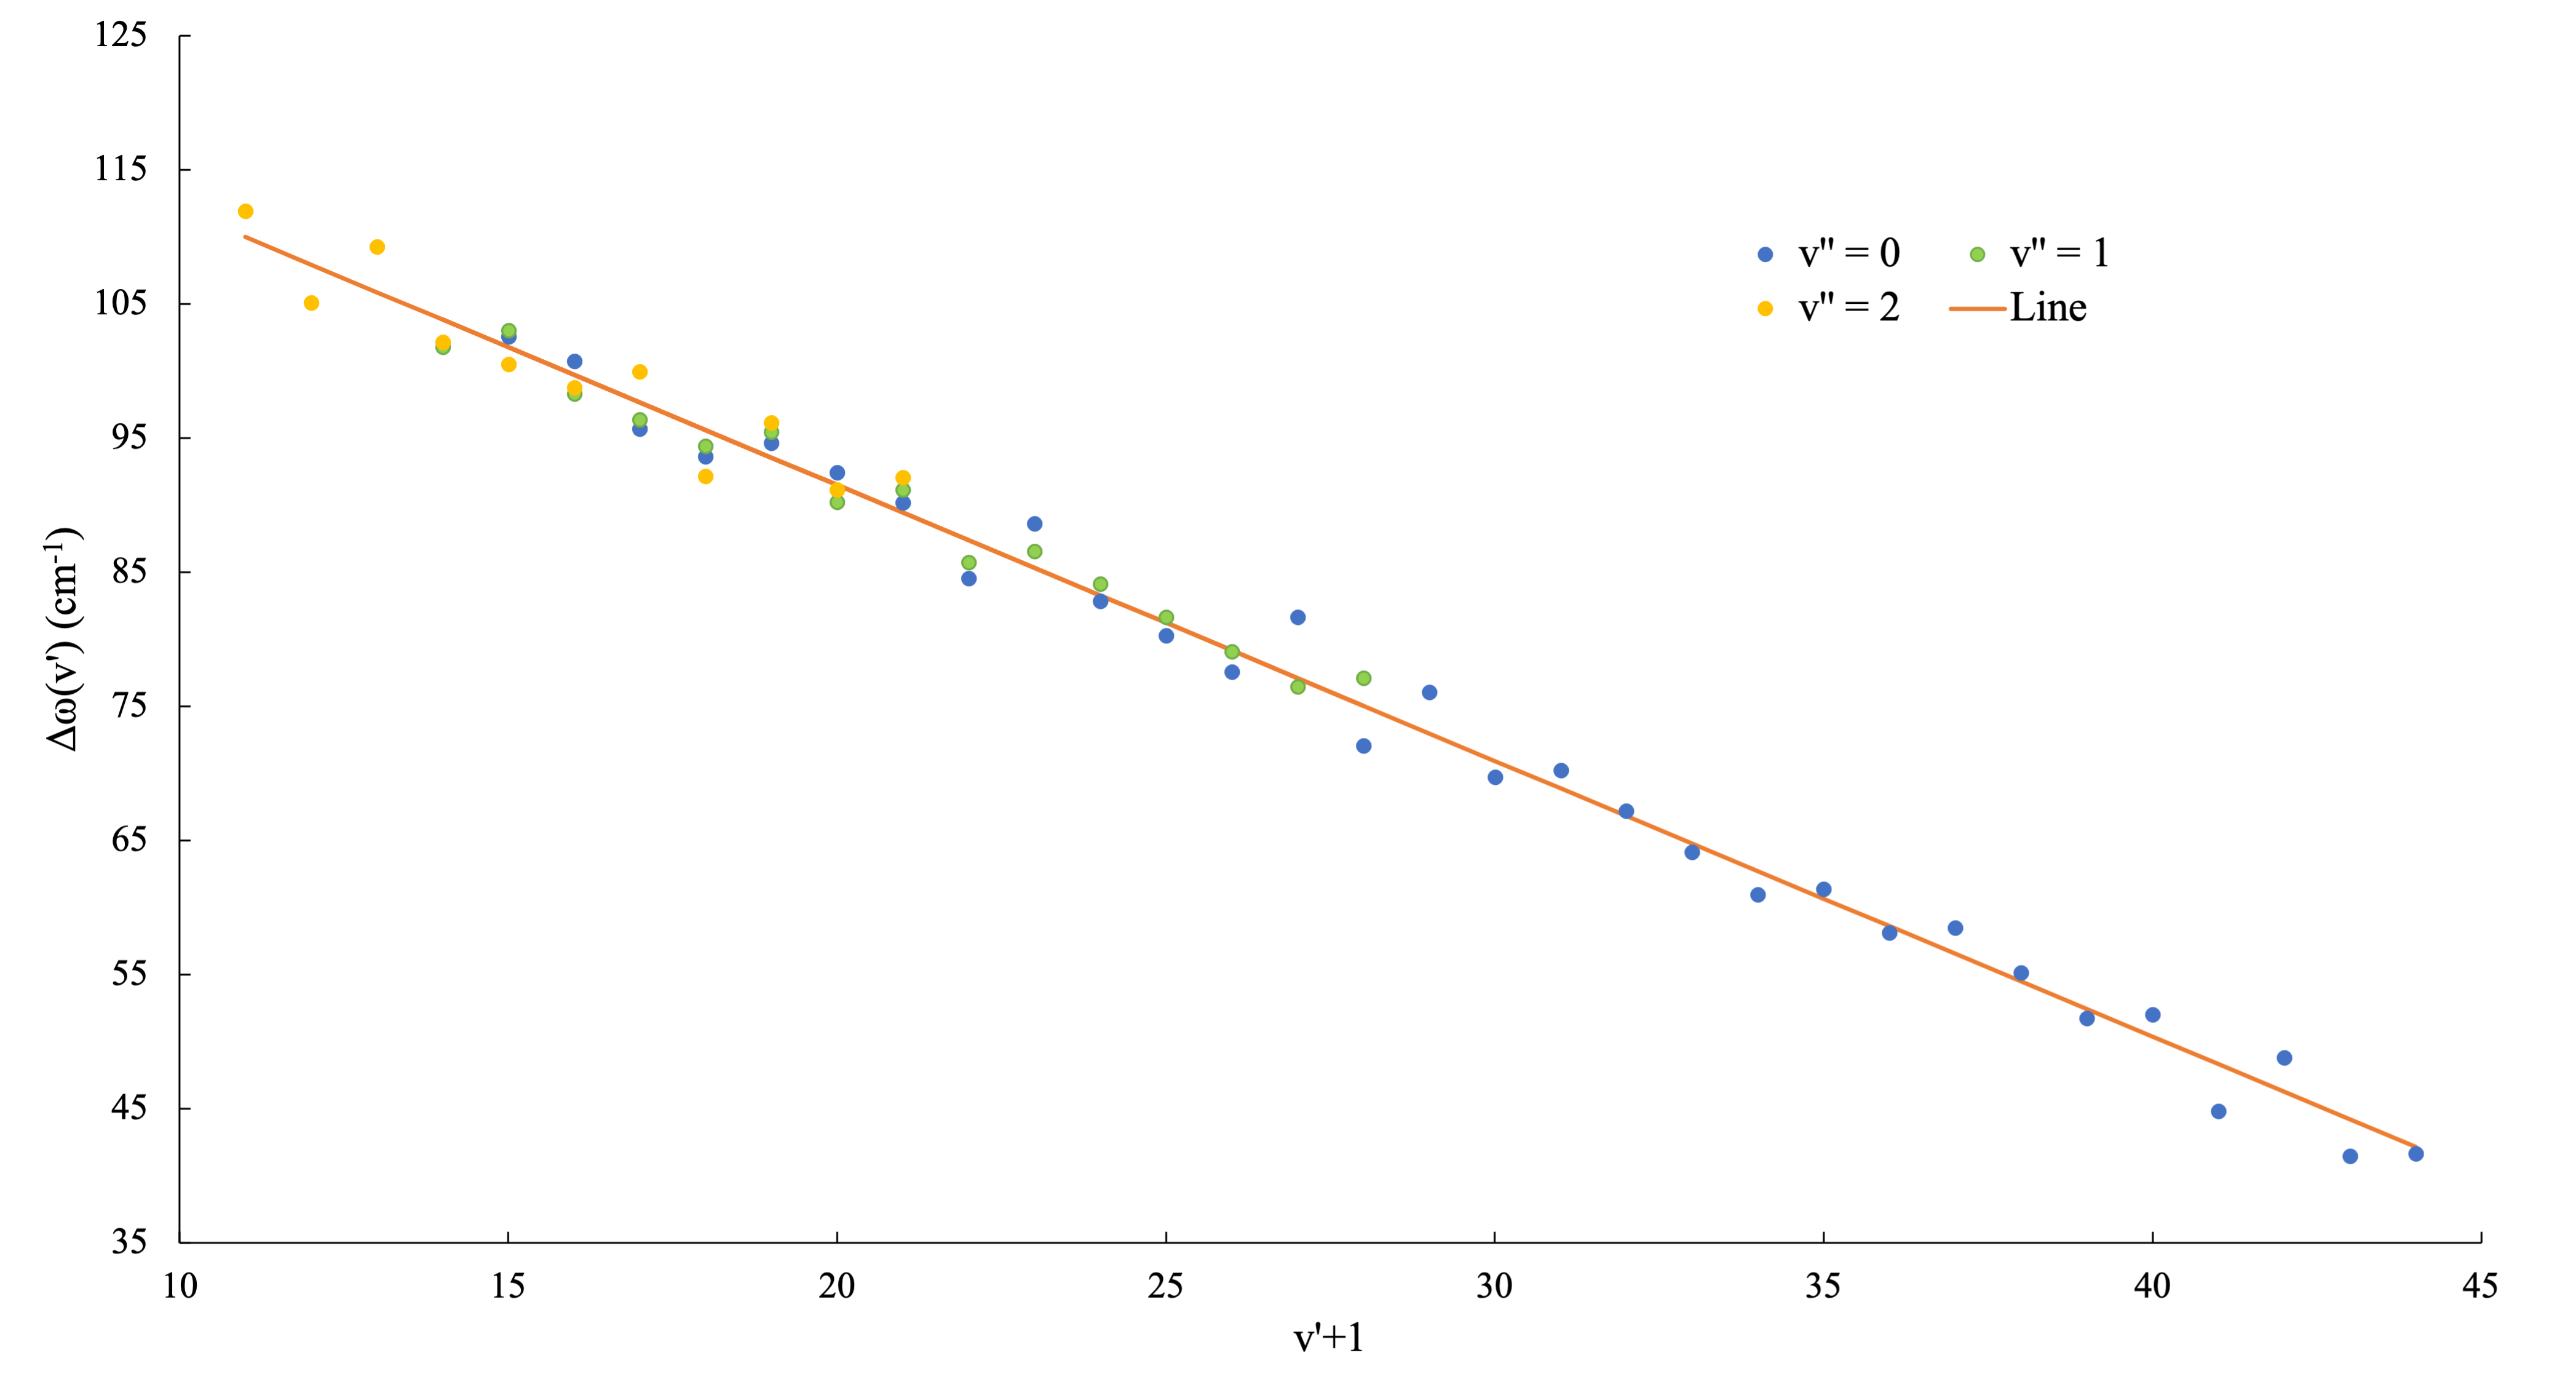 125
115
105
95
85
75
65
55
45
35
Δω(v') (cm-1)
v'' = 0
v'' = 1
v'' = 2
Line
10 15 20 25 30 35 40 45
v'+1